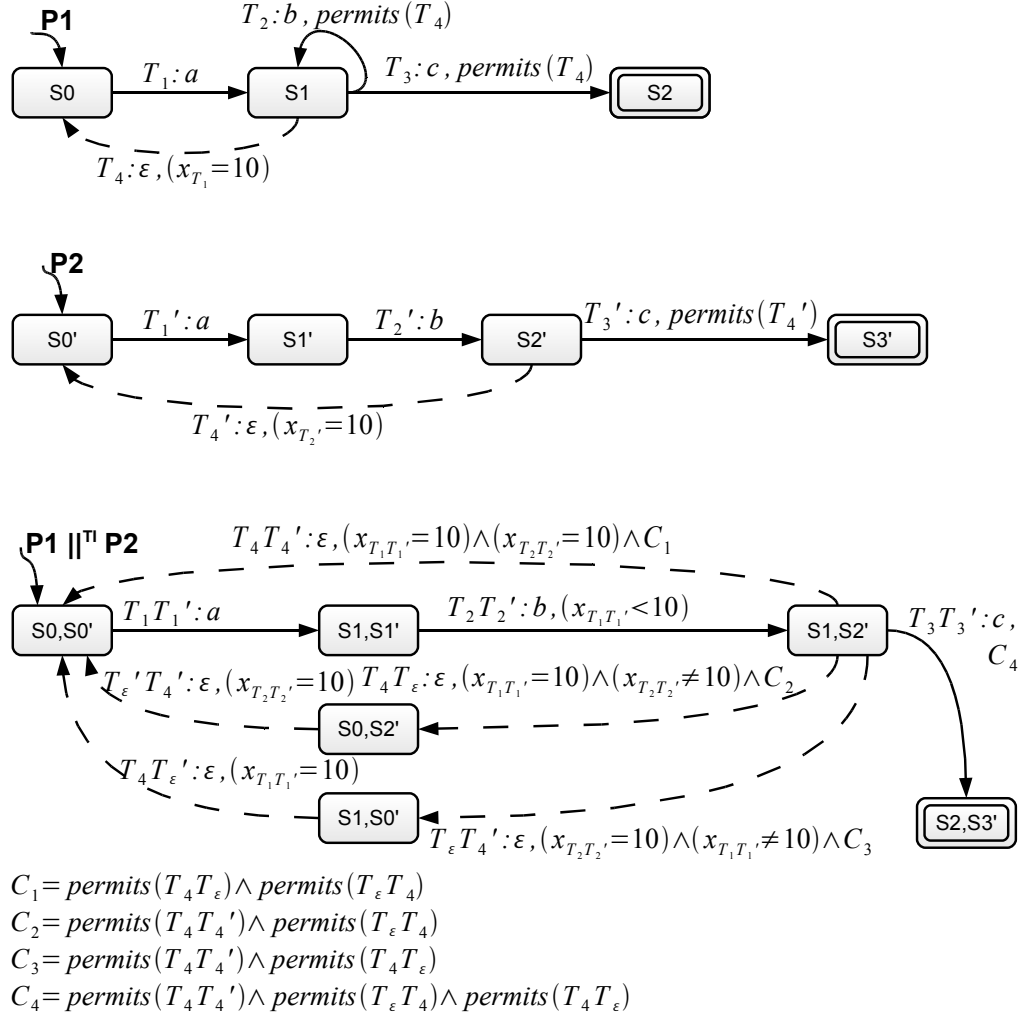 P1
T₂:b, permits(T₄)
S0
T₁:a
S1
T₃:c, permits(T₄)
S2
T₄:ε,(x_{T₁}=10)
P2
S0'
T₁':a
S1'
T₂':b
S2'
T₃':c, permits(T₄')
S3'
T₄':ε,(x_{T₂'}=10)
P1 ||ᵀᴵ P2
T₄T₄':ε,(x_{T₁T₁'}=10)∧(x_{T₂T₂'}=10)∧C₁
S0,S0'
T₁T₁':a
S1,S1'
T₂T₂':b,(x_{T₁T₁'}<10)
S1,S2'
T₃T₃':c,
C₄
T_ε'T₄':ε,(x_{T₂T₂'}=10)
T₄T_ε:ε,(x_{T₁T₁'}=10)∧(x_{T₂T₂'}≠10)∧C₂
S0,S2'
T₄T_ε':ε,(x_{T₁T₁'}=10)
S1,S0'
T_εT₄':ε,(x_{T₂T₂'}=10)∧(x_{T₁T₁'}≠10)∧C₃
S2,S3'
C₁=permits(T₄T_ε)∧permits(T_εT₄)
C₂=permits(T₄T₄')∧permits(T_εT₄)
C₃=permits(T₄T₄')∧permits(T₄T_ε)
C₄=permits(T₄T₄')∧permits(T_εT₄)∧permits(T₄T_ε)